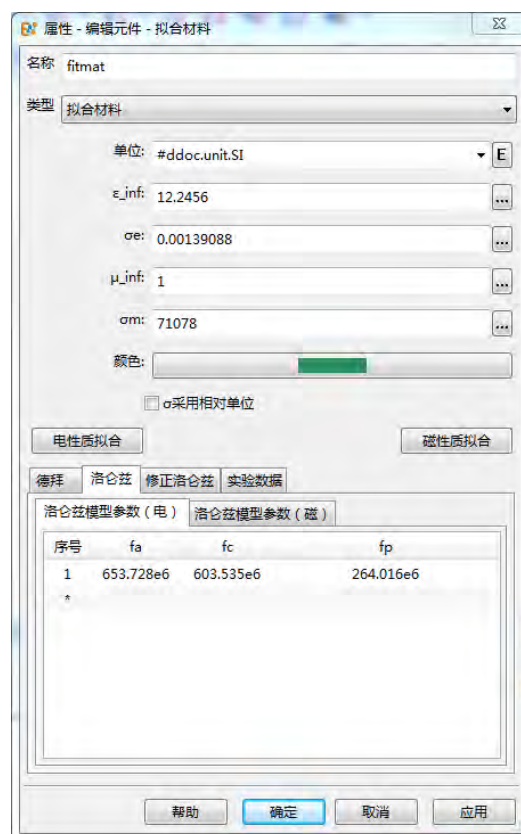 属性 - 编辑元件 - 拟合材料
名称 fitmat
类型 拟合材料
单位: #ddoc.unit.SI E
ε_inf: 12.2456 ...
σe: 0.00139088 ...
μ_inf: 1 ...
σm: 71078 ...
颜色:
σ采用相对单位
电性质拟合 磁性质拟合
德拜 洛仑兹 修正洛仑兹 实验数据
洛仑兹模型参数（电） 洛仑兹模型参数（磁）
序号 fa fc fp
1 653.728e6 603.535e6 264.016e6
*
帮助 确定 取消 应用